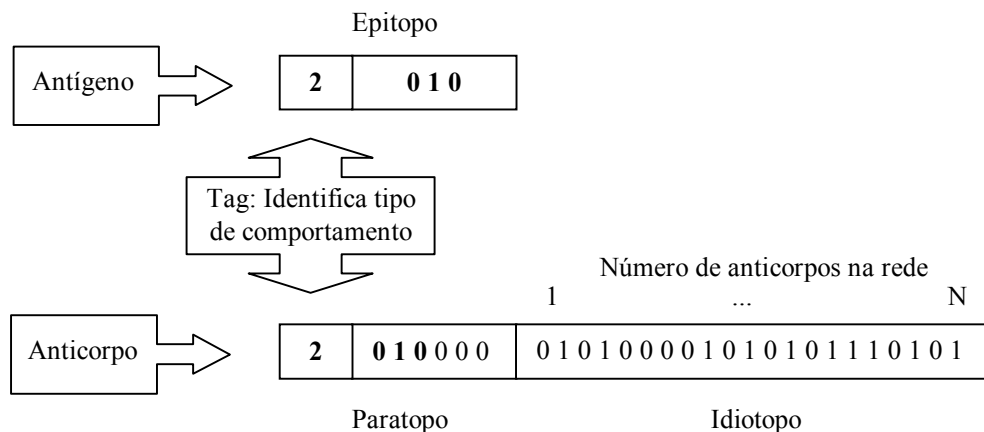 Epitopo
Antígeno
2 0 1 0
Tag: Identifica tipo
de comportamento
Número de anticorpos na rede
1 ... N
Anticorpo
2 0 1 0 0 0 0 0 1 0 1 0 0 0 0 1 0 1 0 1 0 1 1 1 0 1 0 1
Paratopo Idiotopo